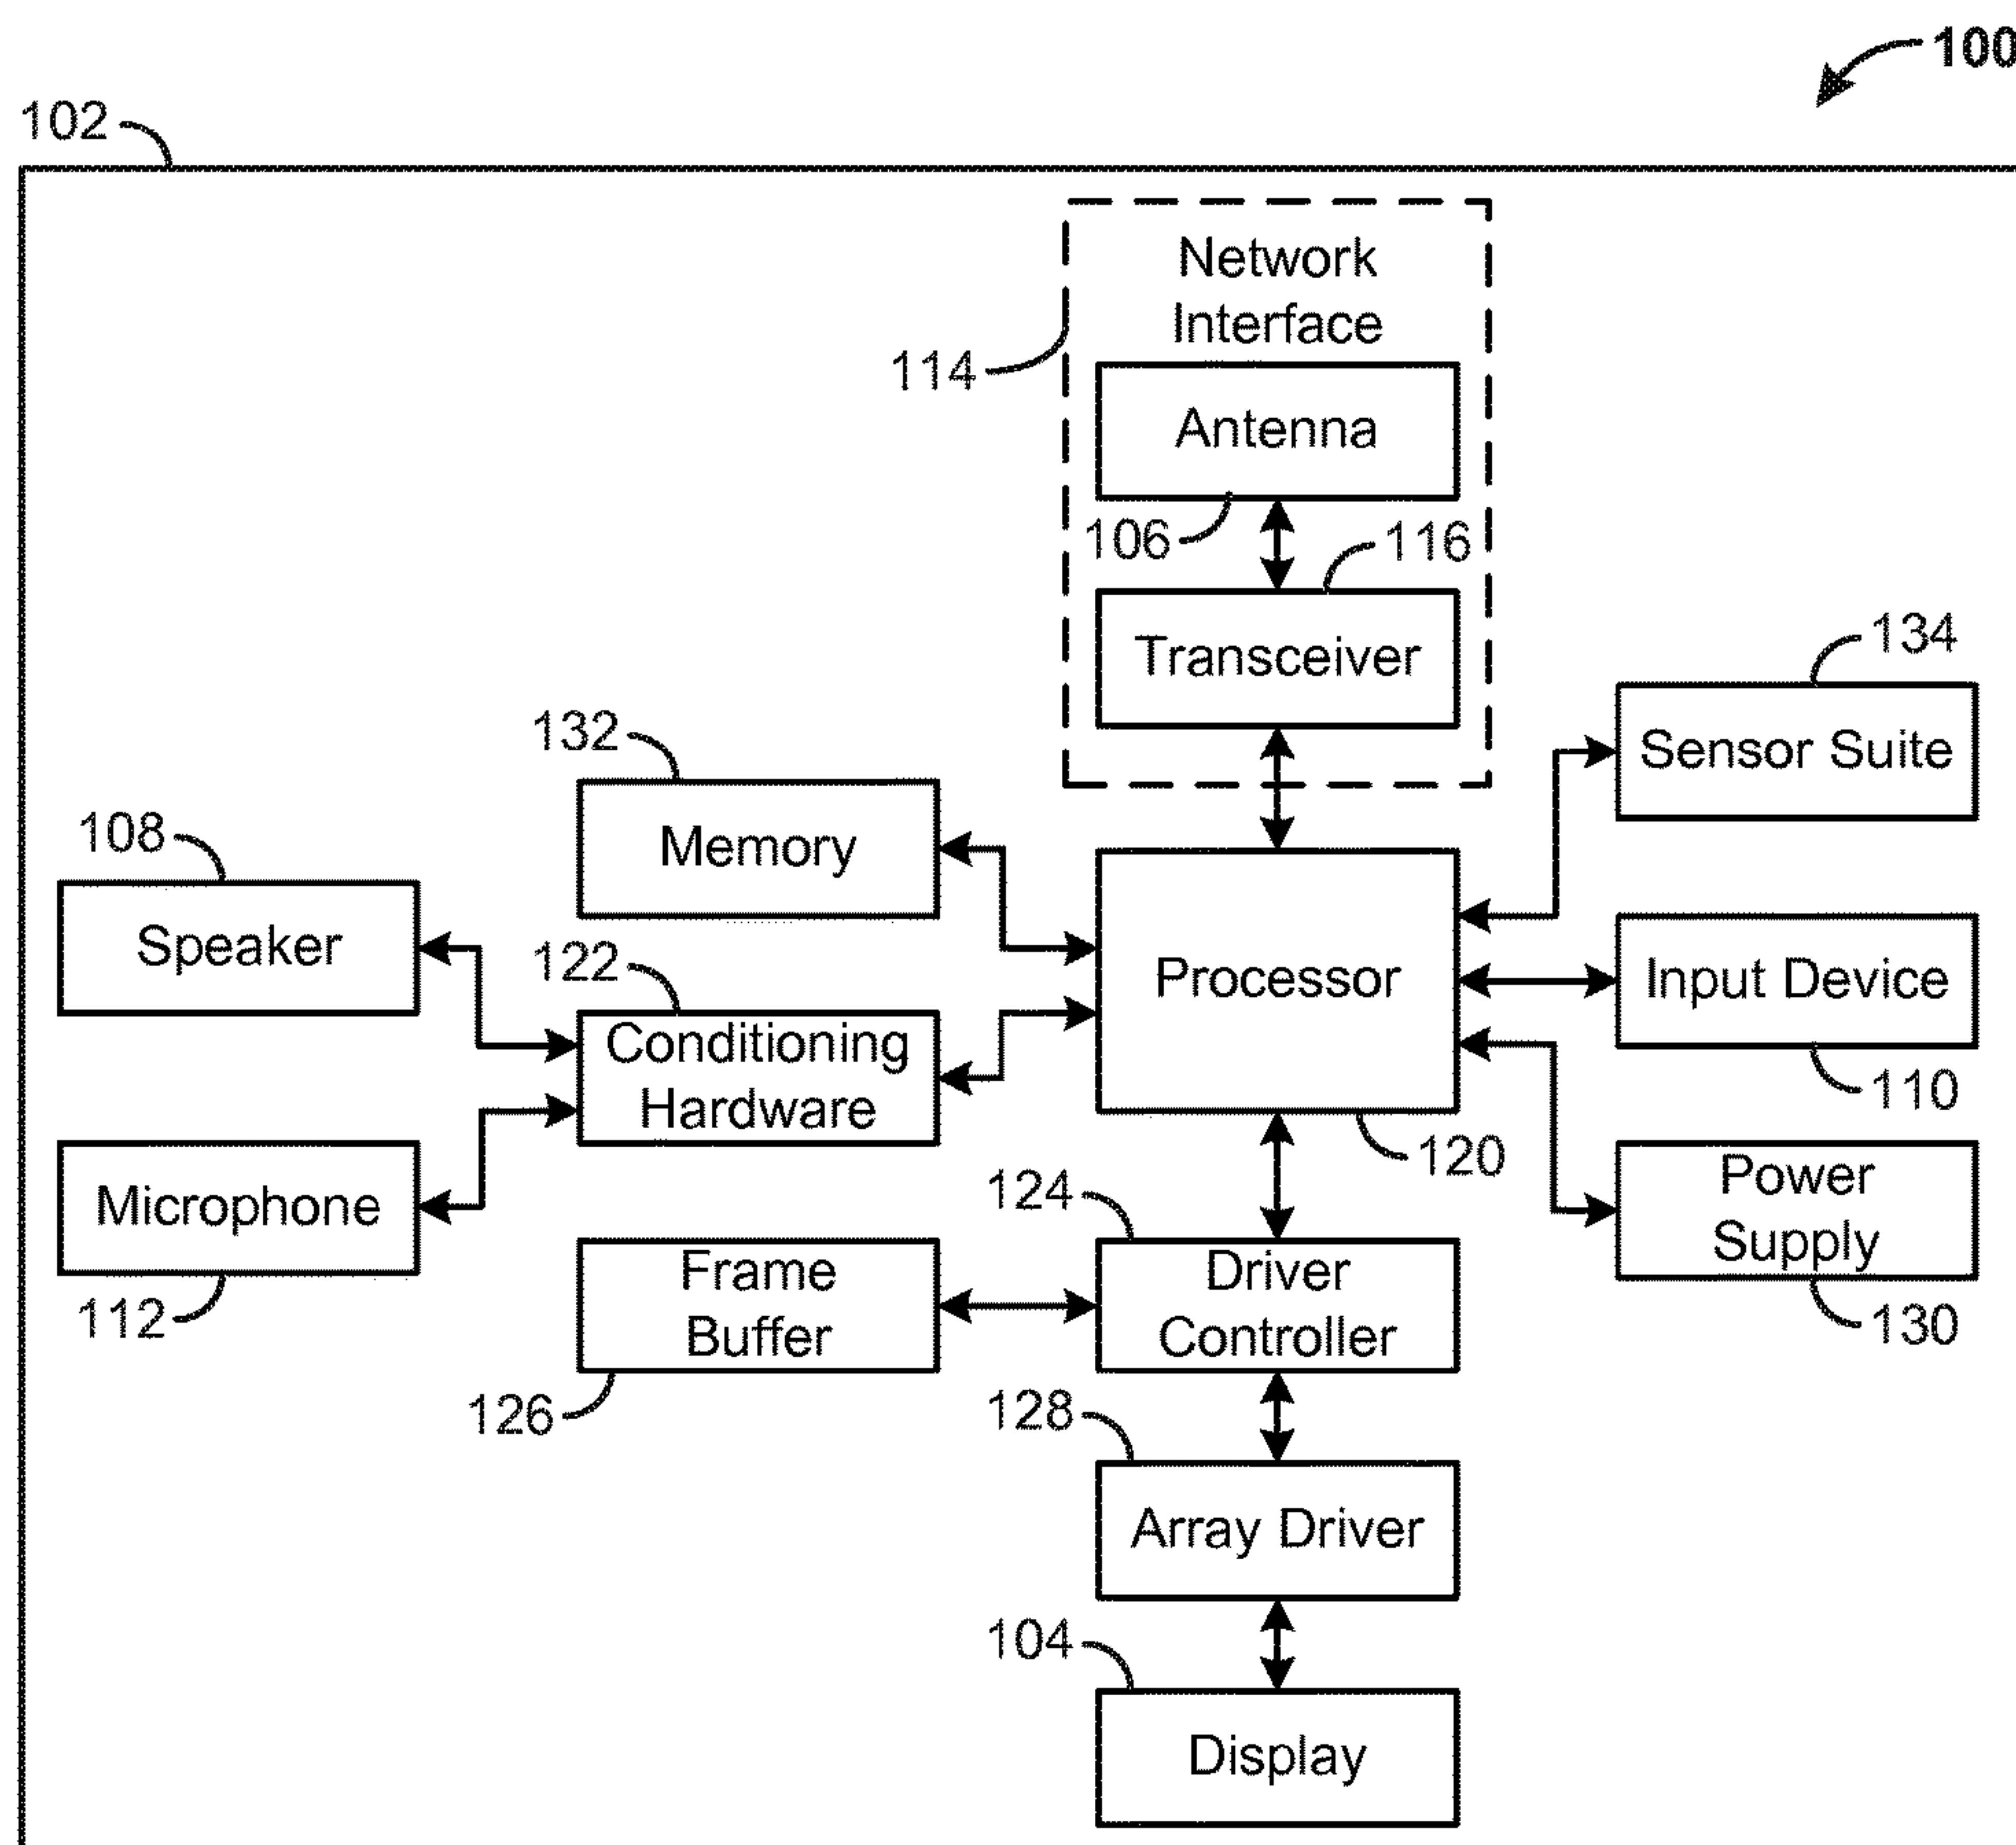 100
102
Network
Interface
114
Antenna
106
116
Transceiver
134
Sensor Suite
132
Memory
108
Speaker
122
Conditioning
Hardware
Processor
Input Device
110
120
Microphone
112
124
Power
Supply
130
Frame
Buffer
126
Driver
Controller
128
Array Driver
104
Display